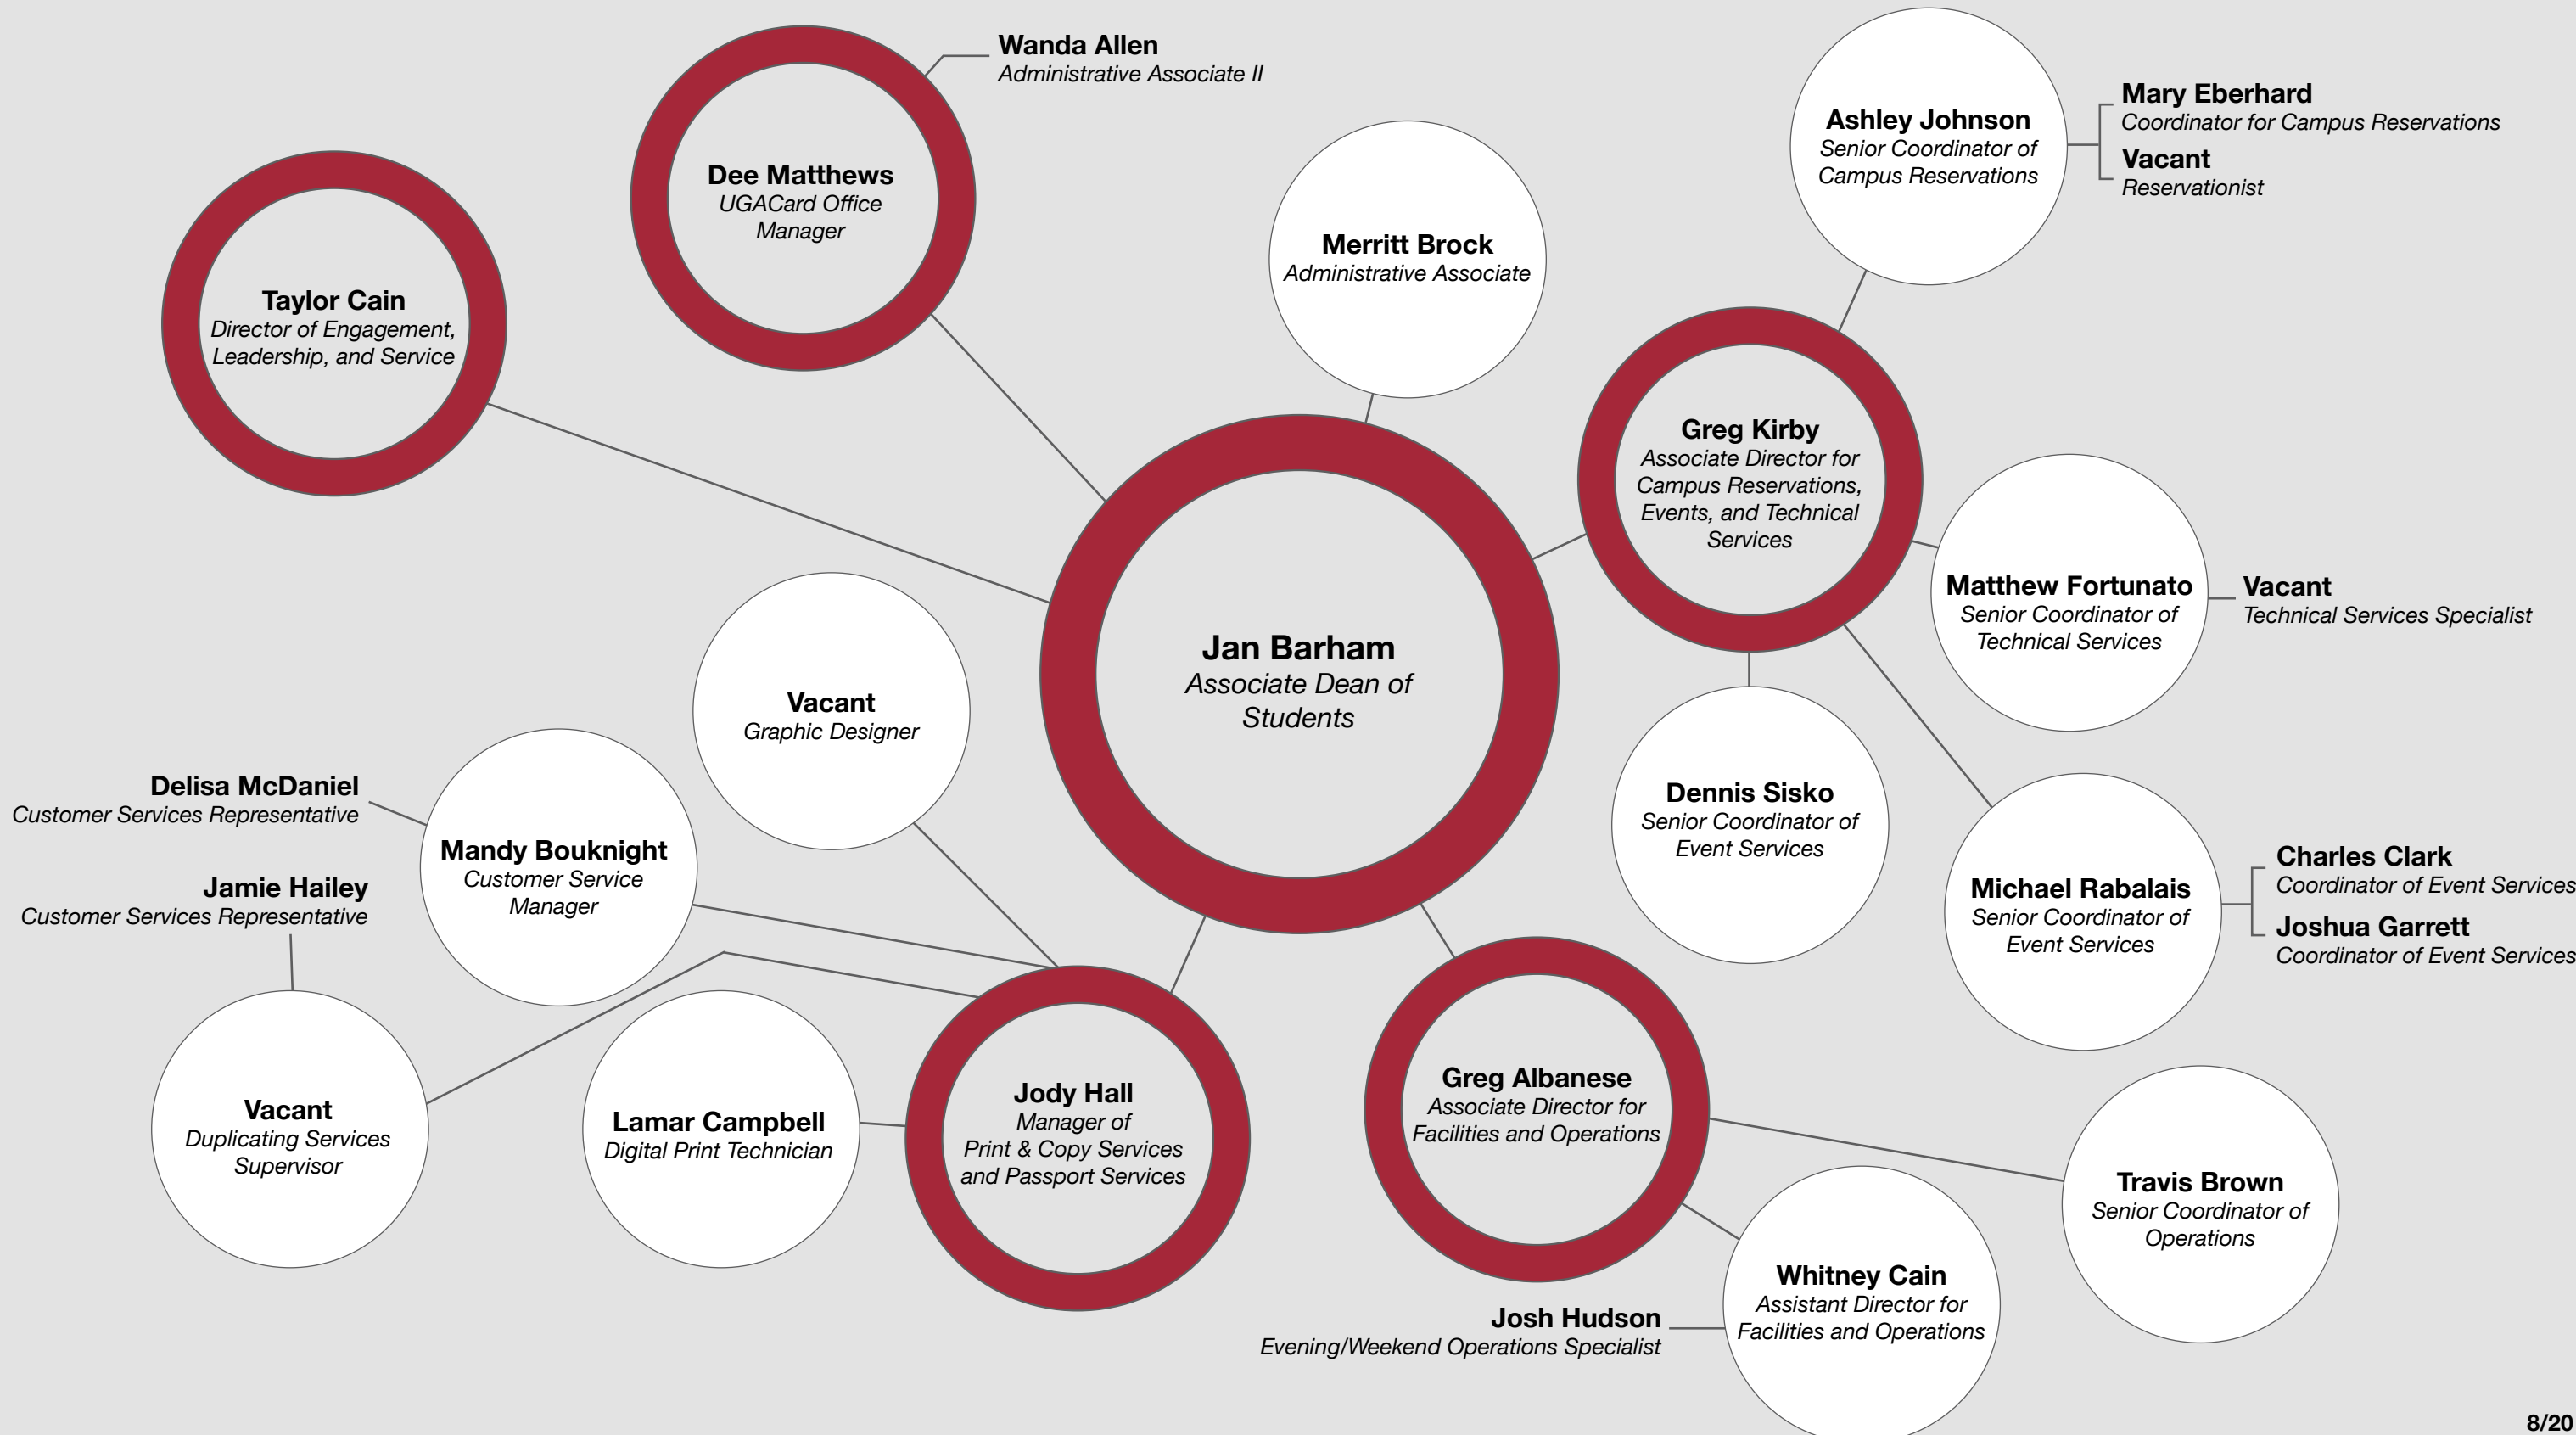 Wanda Allen
Administrative Associate II
Dee Matthews
UGACard Office
Manager
Taylor Cain
Director of Engagement,
Leadership, and Service
Merritt Brock
Administrative Associate
Ashley Johnson
Senior Coordinator of
Campus Reservations
Mary Eberhard
Coordinator for Campus Reservations
Vacant
Reservationist
Greg Kirby
Associate Director for
Campus Reservations,
Events, and Technical
Services
Matthew Fortunato
Senior Coordinator of
Technical Services
Vacant
Technical Services Specialist
Jan Barham
Associate Dean of
Students
Vacant
Graphic Designer
Dennis Sisko
Senior Coordinator of
Event Services
Delisa McDaniel
Customer Services Representative
Mandy Bouknight
Customer Service
Manager
Jamie Hailey
Customer Services Representative
Michael Rabalais
Senior Coordinator of
Event Services
Charles Clark
Coordinator of Event Services
Joshua Garrett
Coordinator of Event Services
Vacant
Duplicating Services
Supervisor
Lamar Campbell
Digital Print Technician
Jody Hall
Manager of
Print & Copy Services
and Passport Services
Greg Albanese
Associate Director for
Facilities and Operations
Travis Brown
Senior Coordinator of
Operations
Whitney Cain
Assistant Director for
Facilities and Operations
Josh Hudson
Evening/Weekend Operations Specialist
8/20